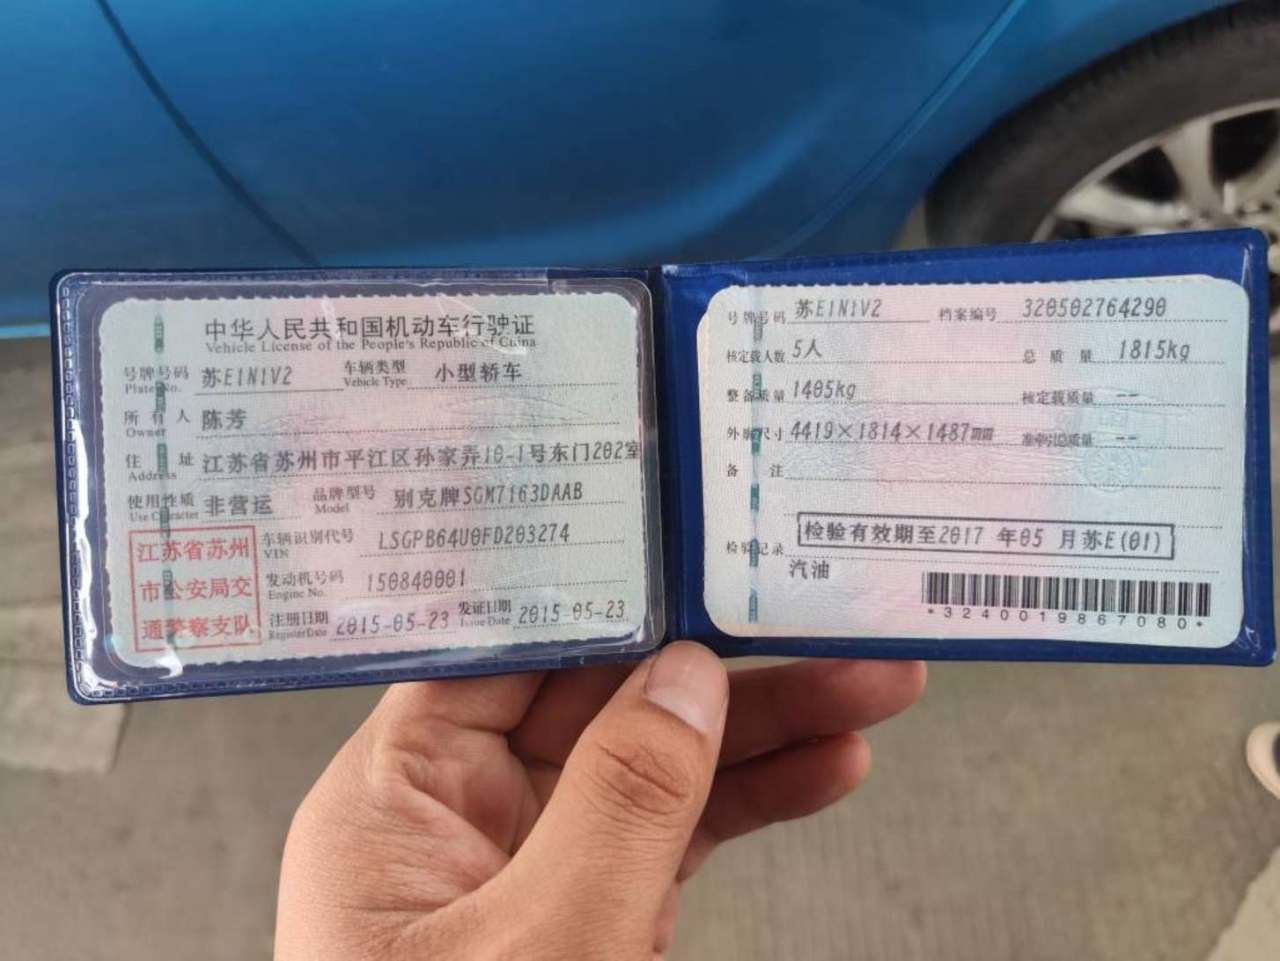 中华人民共和国机动车行驶证
Vehicle License of the People's Republic of China
号牌号码 苏E1N1V2 车辆类型 小型轿车
Plate No. Vehicle Type
所有人 陈芳
Owner
住址 江苏省苏州市平江区孙家弄10-1号东门202室
Address
使用性质 非营运 品牌型号 别克牌SGM7163DAAB
Use Character Model
江苏省苏州
市公安局交
通警察支队
车辆识别代号 LSGPB64U0FD203274
VIN
发动机号码 150840001
Engine No.
注册日期 2015-05-23 发证日期 2015-05-23
Register Date Issue Date
号牌号码 苏E1N1V2 档案编号 320502764290
核定载人数 5人 总质量 1815kg
整备质量 1405kg 核定载质量 --
外廓尺寸 4419×1814×1487mm 准牵引总质量 --
备注
检验记录 检验有效期至2017 年05 月苏E(01)
汽油
*3240019867080*